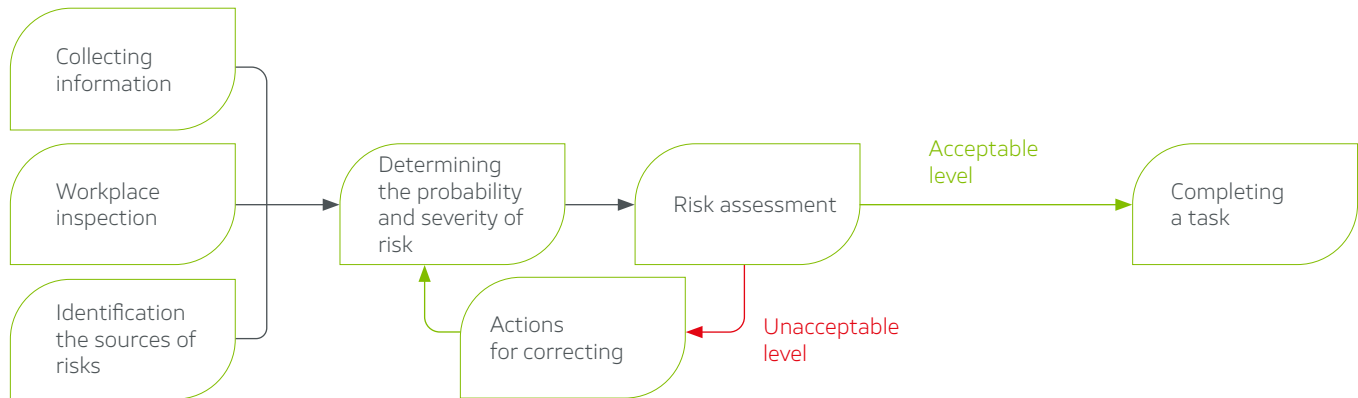 Collecting
information
Workplace
inspection
Identification
the sources of
risks
Determining
the probability
and severity of
risk
Actions
for correcting
Risk assessment
Unacceptable
level
Acceptable
level
Completing
a task